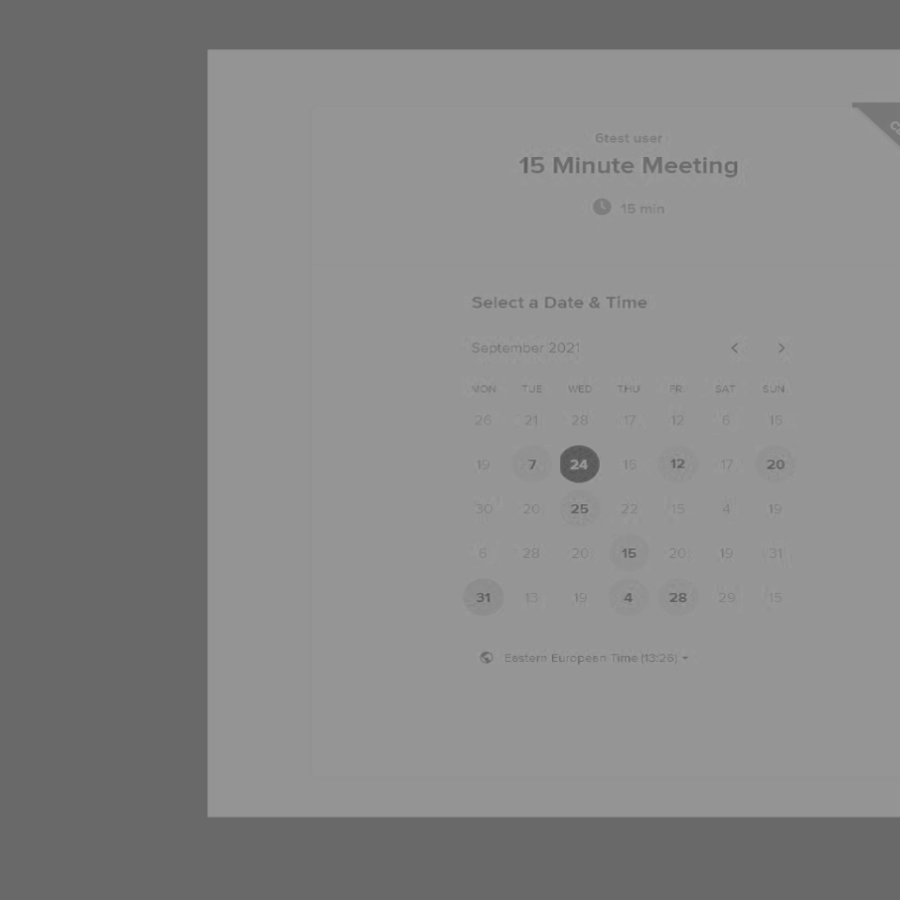 6test user
15 Minute Meeting
15 min
Select a Date & Time
September 2021
MON TUE WED THU FRI SAT SUN
26 21 28 17 12 6 15
19 7 24 15 12 17 20
30 20 25 22 15 4 19
6 28 20 15 20 19 31
31 13 19 4 28 29 15
Eestern Europeen Time (13:26)